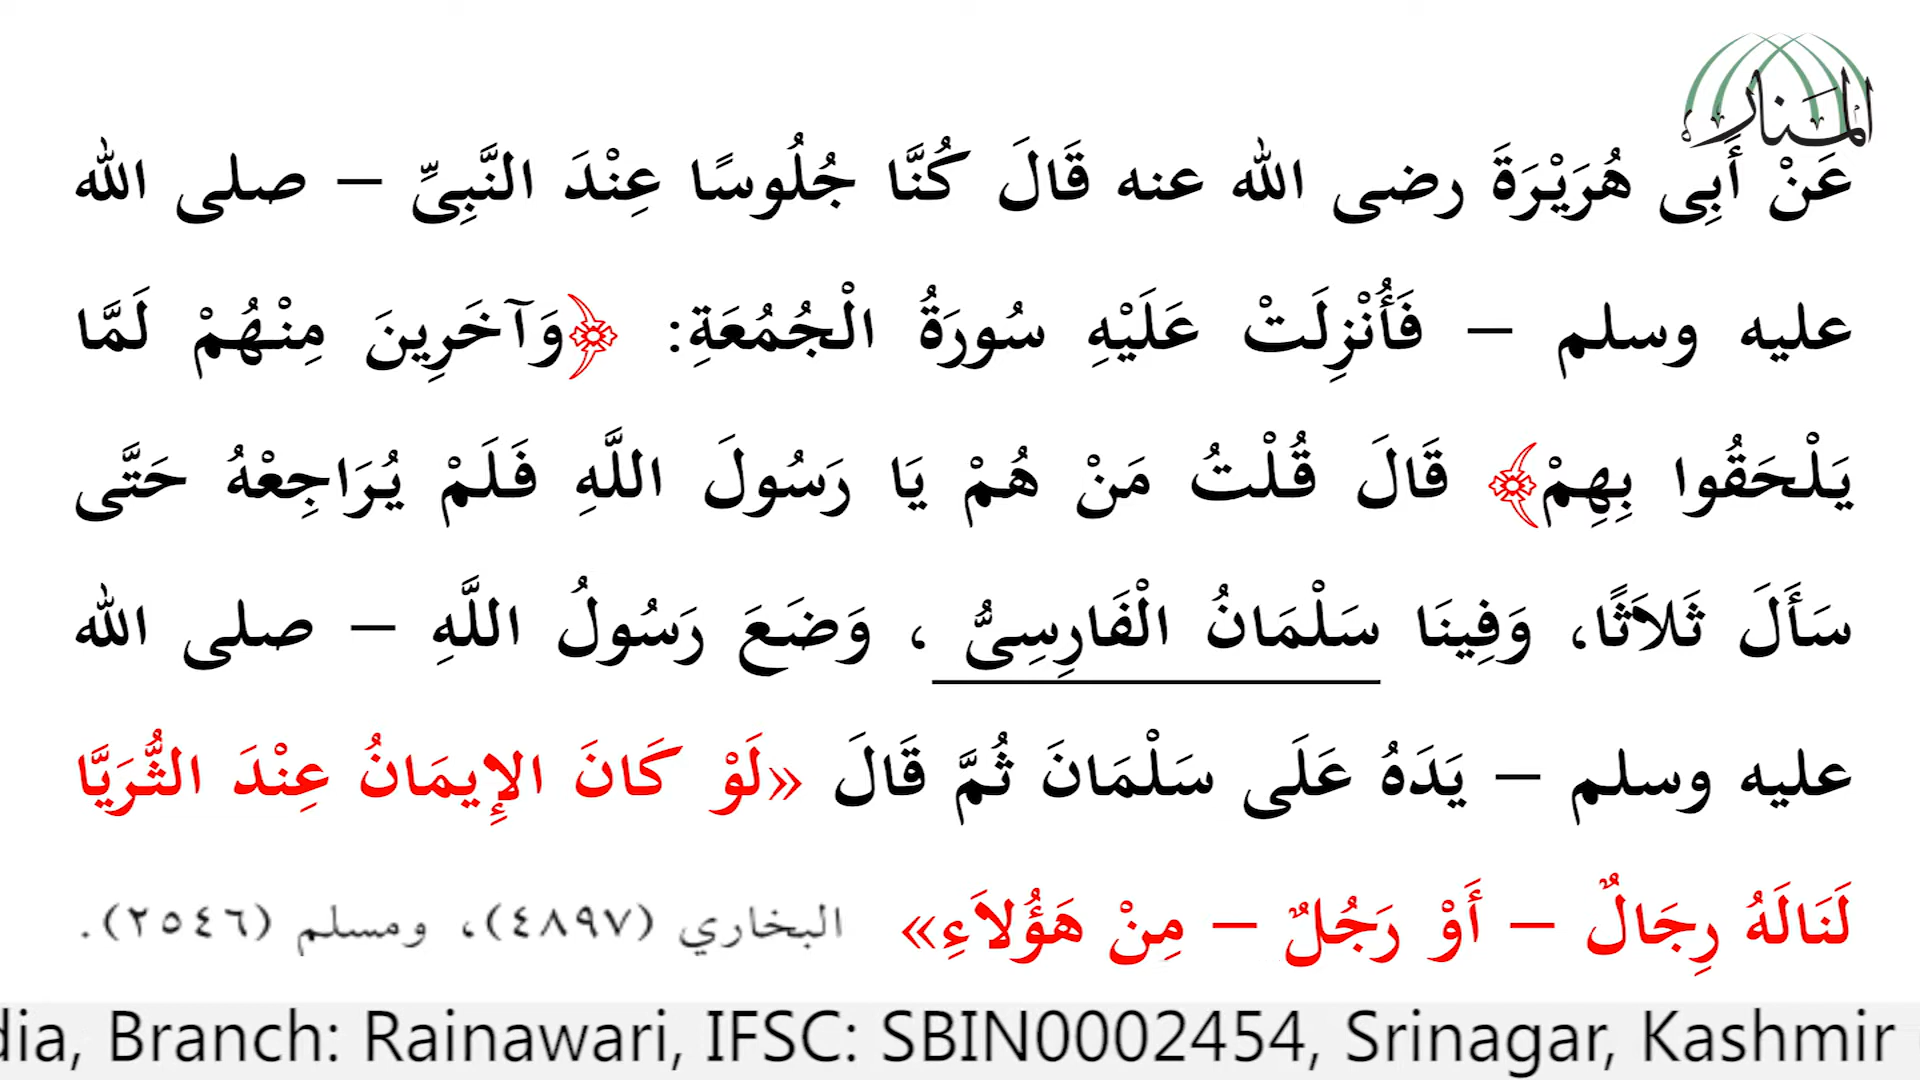 المنار
عَنْ أَبِى هُرَيْرَةَ رضى الله عنه قَالَ كُنَّا جُلُوسًا عِنْدَ النَّبِىِّ – صلى الله
عليه وسلم – فَأُنْزِلَتْ عَلَيْهِ سُورَةُ الْجُمُعَةِ: ﴿وَآخَرِينَ مِنْهُمْ لَمَّا
يَلْحَقُوا بِهِمْ﴾ قَالَ قُلْتُ مَنْ هُمْ يَا رَسُولَ اللَّهِ فَلَمْ يُرَاجِعْهُ حَتَّى
سَأَلَ ثَلاَثًا، وَفِينَا سَلْمَانُ الْفَارِسِىُّ ، وَضَعَ رَسُولُ اللَّهِ – صلى الله
عليه وسلم – يَدَهُ عَلَى سَلْمَانَ ثُمَّ قَالَ «لَوْ كَانَ الإِيمَانُ عِنْدَ الثُّرَيَّا
لَنَالَهُ رِجَالٌ – أَوْ رَجُلٌ – مِنْ هَؤُلاَءِ» البخاري (٤٨٩٧)، ومسلم (٢٥٤٦).
dia, Branch: Rainawari, IFSC: SBIN0002454, Srinagar, Kashmir